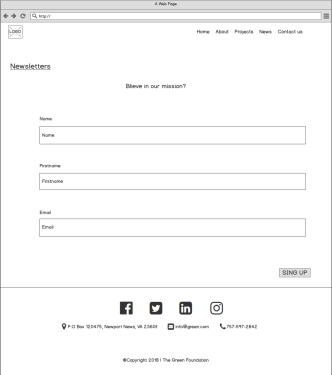 A Web Page
http://
LOGO
Home About Projects News Contact us
Newsletters
Blieve in our mission?
Name
Name
Firstname
Firstname
Email
Email
SING UP
P.O Box 120475, Newport News, VA 23601 info@green.com 757-597-2842
©Copyright 2018 | The Green Foundation